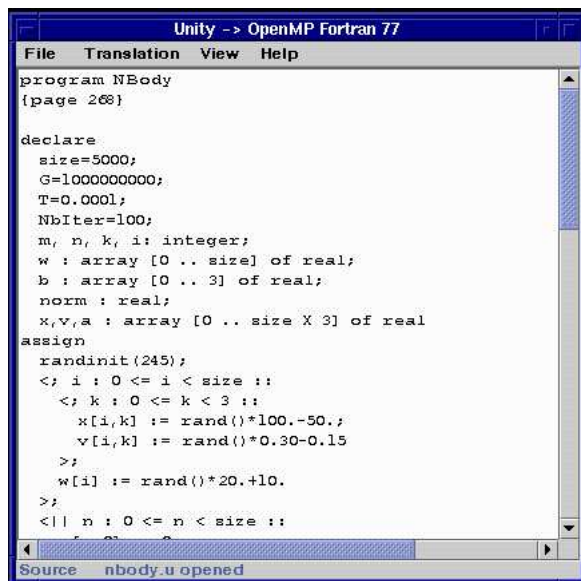 Unity -> OpenMP Fortran 77
File Translation View Help
program NBody
{page 268}
declare
size=5000;
G=1000000000;
T=0.0001;
NbIter=100;
m, n, k, i: integer;
w : array [0 .. size] of real;
b : array [0 .. 3] of real;
norm : real;
x,v,a : array [0 .. size X 3] of real
assign
randinit(245);
<; i : 0 <= i < size ::
<; k : 0 <= k < 3 ::
x[i,k] := rand()*100.-50.;
v[i,k] := rand()*0.30-0.15
>;
w[i] := rand()*20.+10.
>;
<|| n : 0 <= n < size ::
Source nbody.u opened